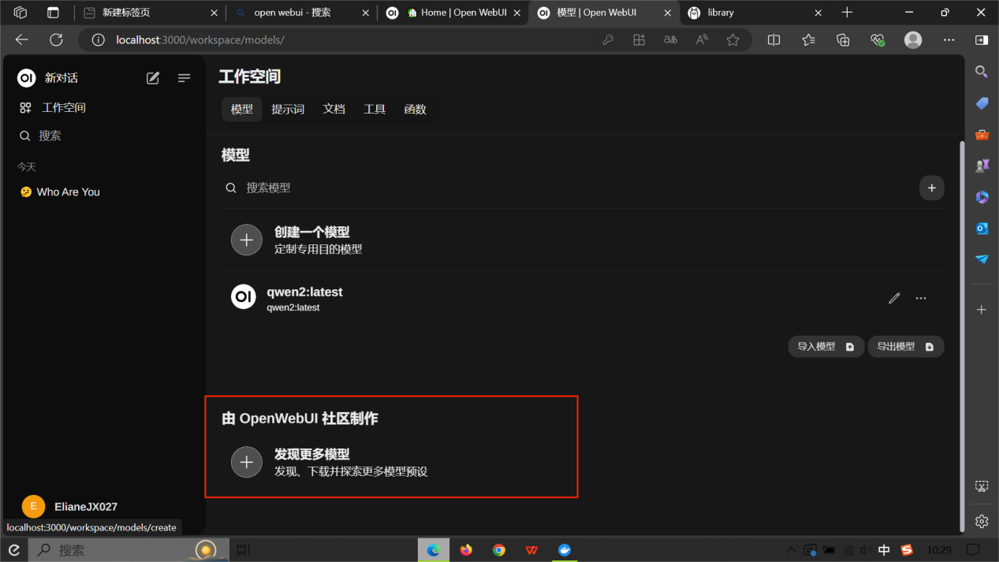 新建标签页
open webui - 搜索
Home | Open WebUI
模型 | Open WebUI
library
localhost:3000/workspace/models/
OI 新对话
工作空间
搜索
今天
Who Are You
工作空间
模型 提示词 文档 工具 函数
模型
搜索模型
创建一个模型
定制专用目的模型
OI
qwen2:latest
qwen2:latest
导入模型 导出模型
由 OpenWebUI 社区制作
发现更多模型
发现、下载并探索更多模型预设
E ElianeJX027
localhost:3000/workspace/models/create
搜索
中
10:29